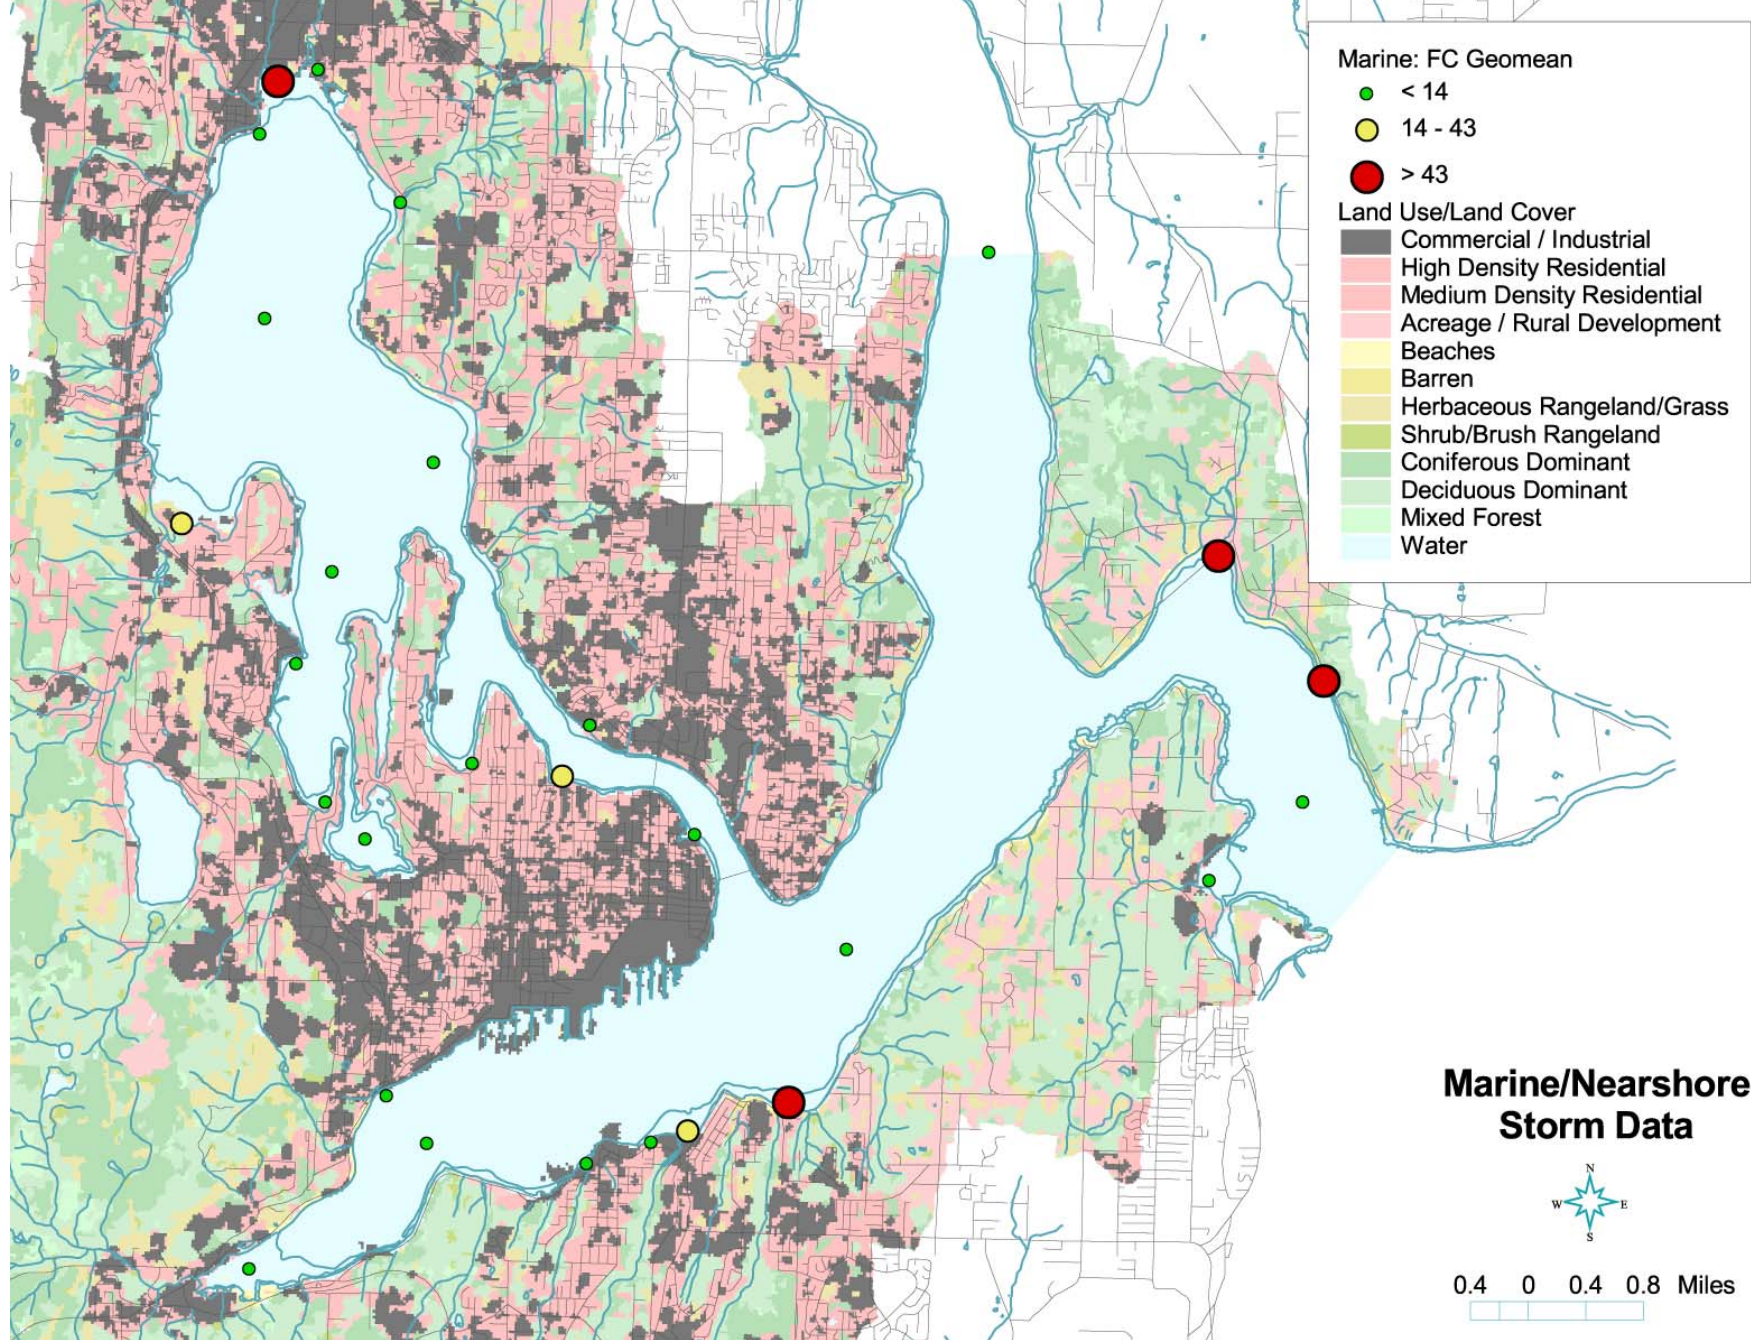 Marine: FC Geomean
< 14
14 - 43
> 43
Land Use/Land Cover
Commercial / Industrial
High Density Residential
Medium Density Residential
Acreage / Rural Development
Beaches
Barren
Herbaceous Rangeland/Grass
Shrub/Brush Rangeland
Coniferous Dominant
Deciduous Dominant
Mixed Forest
Water
Marine/Nearshore
Storm Data
N
W E
S
0.4 0 0.4 0.8 Miles